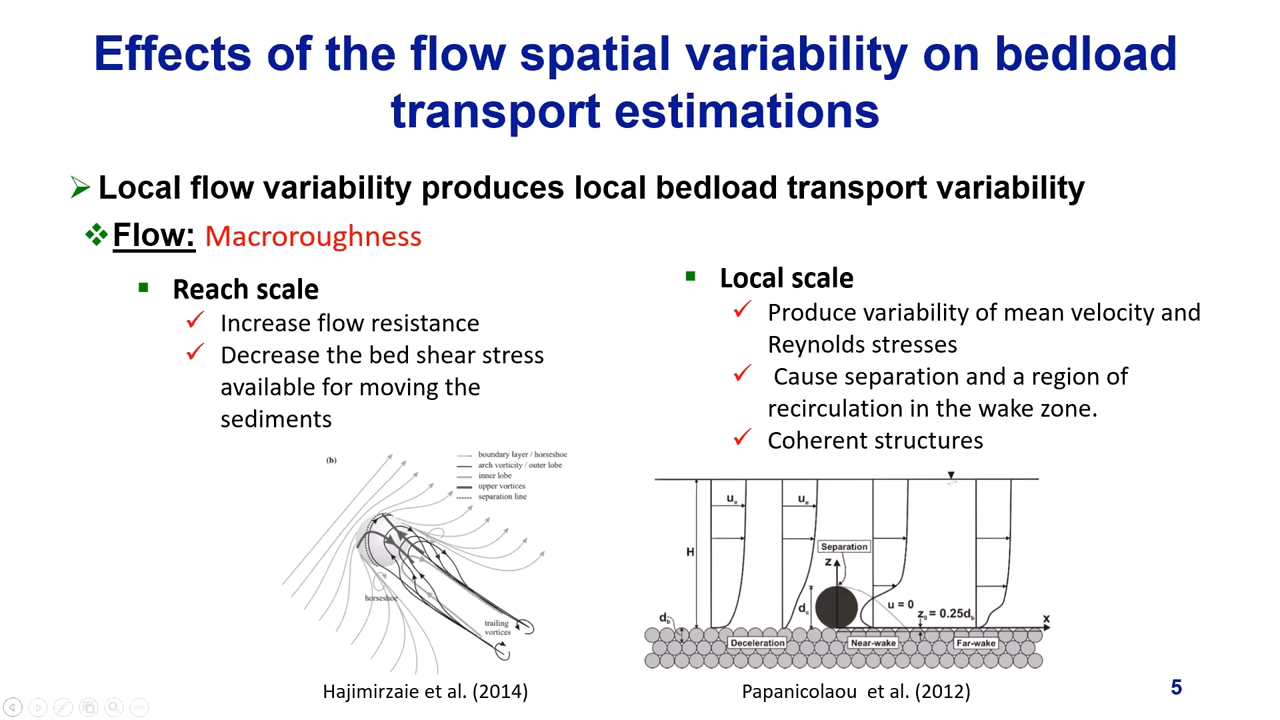 Effects of the flow spatial variability on bedload
transport estimations
Local flow variability produces local bedload transport variability
Flow: Macroroughness
Reach scale
Increase flow resistance
Decrease the bed shear stress
available for moving the
sediments
Local scale
Produce variability of mean velocity and
Reynolds stresses
Cause separation and a region of
recirculation in the wake zone.
Coherent structures
(b)
boundary layer / horseshoe
arch vorticity / outer lobe
inner lobe
upper vortices
separation line
horseshoe
trailing
vortices
Hajimirzaie et al. (2014)
H
Separation
z
u = 0
z₀ = 0.25d_b
x
d_b
d_c
Deceleration
Near-wake
Far-wake
Papanicolaou et al. (2012)
5